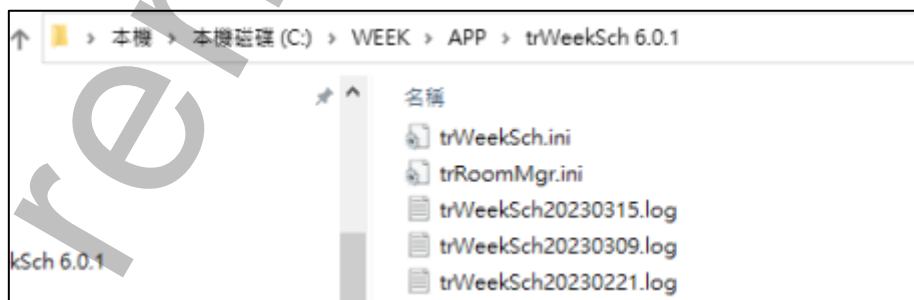 本機 › 本機磁碟 (C:) › WEEK › APP › trWeekSch 6.0.1
名稱
trWeekSch.ini
trRoomMgr.ini
trWeekSch20230315.log
trWeekSch20230309.log
kSch 6.0.1
trWeekSch20230221.log